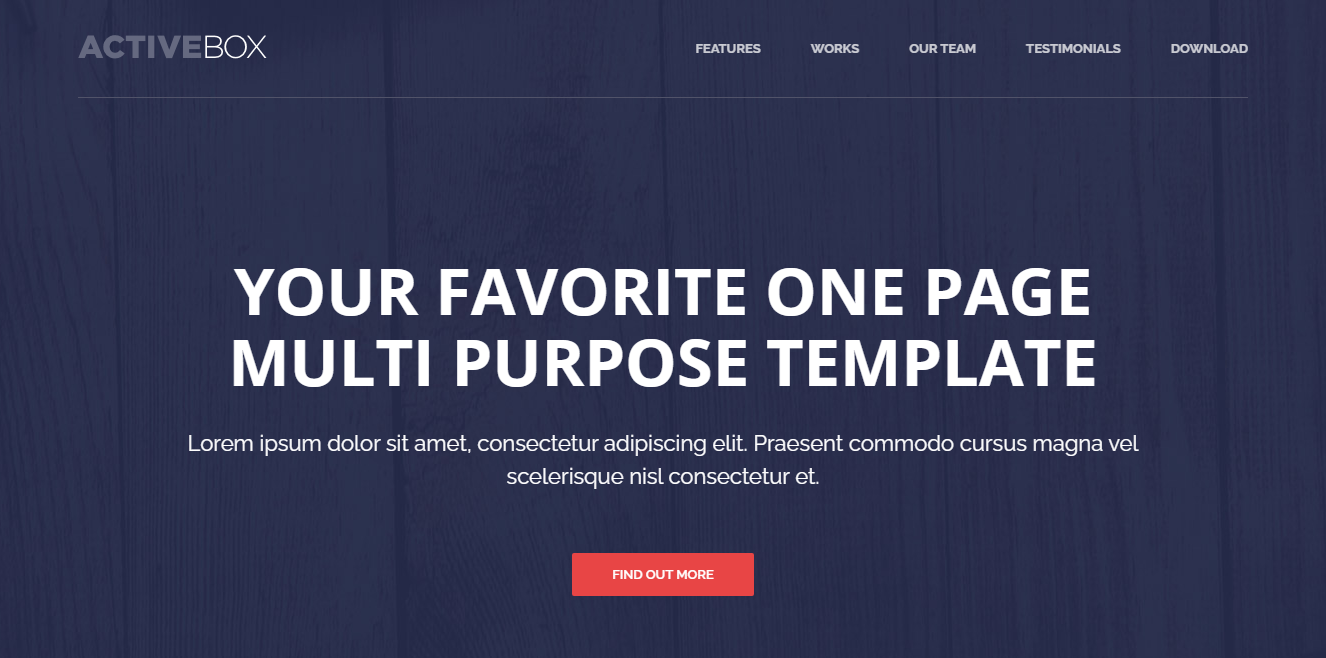 ACTIVEBOX
FEATURES WORKS OUR TEAM TESTIMONIALS DOWNLOAD
YOUR FAVORITE ONE PAGE
MULTI PURPOSE TEMPLATE
Lorem ipsum dolor sit amet, consectetur adipiscing elit. Praesent commodo cursus magna vel
scelerisque nisl consectetur et.
FIND OUT MORE